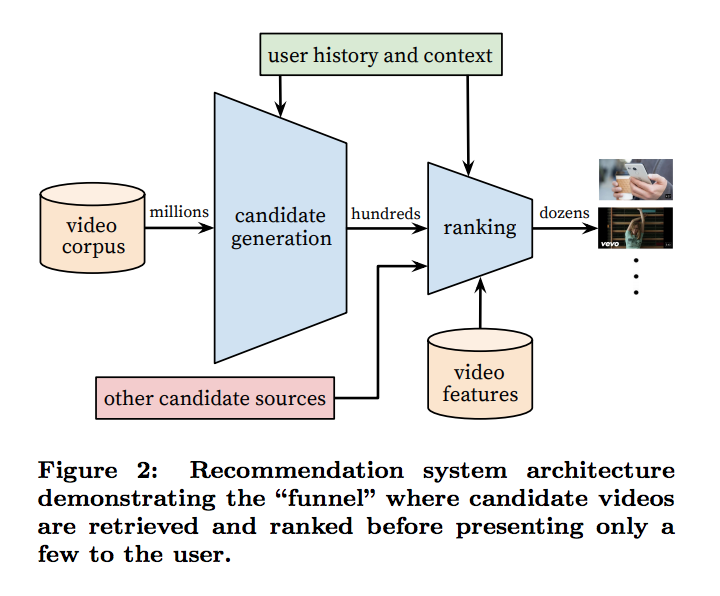 user history and context
millions
video
corpus
candidate
generation
hundreds
ranking
dozens
vevo
other candidate sources
video
features
Figure 2: Recommendation system architecture
demonstrating the “funnel” where candidate videos
are retrieved and ranked before presenting only a
few to the user.